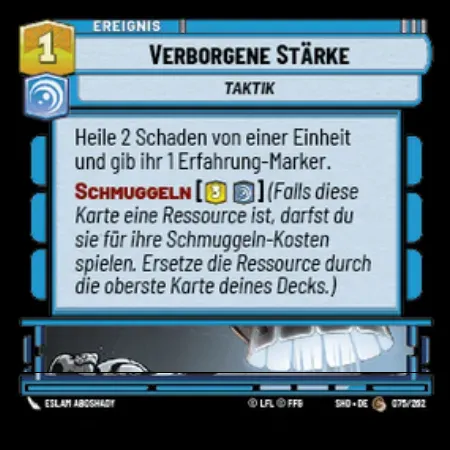 EREIGNIS
1
VERBORGENE STÄRKE
TAKTIK
Heile 2 Schaden von einer Einheit
und gib ihr 1 Erfahrung-Marker.
SCHMUGGELN [3] (Falls diese
Karte eine Ressource ist, darfst du
sie für ihre Schmuggeln-Kosten
spielen. Ersetze die Ressource durch
die oberste Karte deines Decks.)
ESLAM ABOSHADY
Ⓒ LFL Ⓒ FFG
SHD • DE
075/262